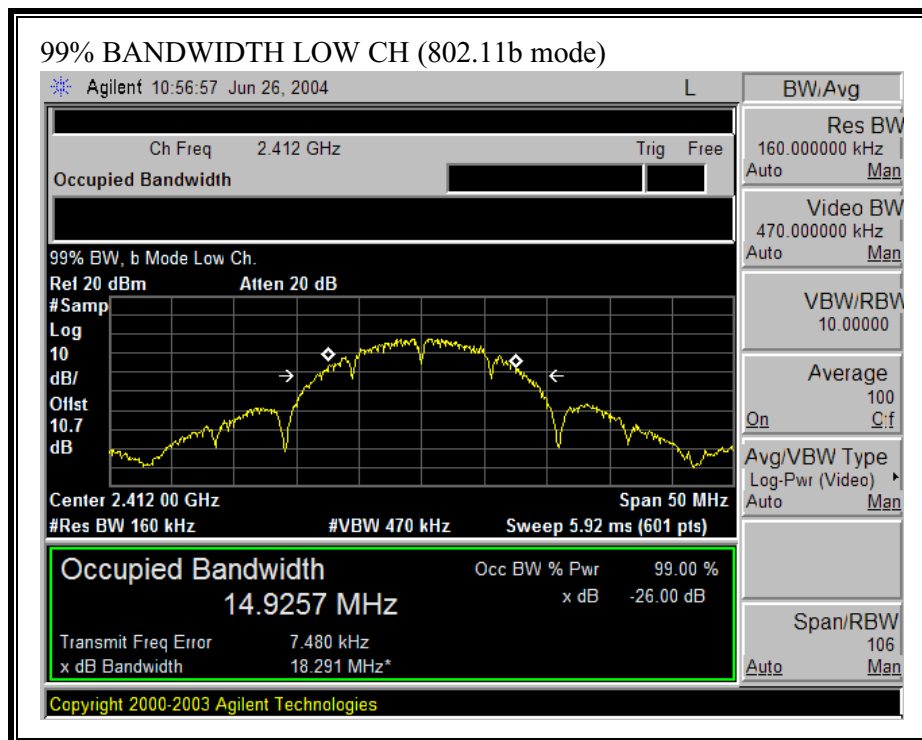 99% BANDWIDTH LOW CH (802.11b mode)
Agilent 10:56:57 Jun 26, 2004 L
Ch Freq 2.412 GHz Trig Free
Occupied Bandwidth
99% BW, b Mode Low Ch.
Ref 20 dBm Atten 20 dB
#Samp
Log
10
dB/
Offst
10.7
dB
Center 2.412 00 GHz Span 50 MHz
#Res BW 160 kHz #VBW 470 kHz Sweep 5.92 ms (601 pts)
Occupied Bandwidth Occ BW % Pwr 99.00 %
14.9257 MHz x dB -26.00 dB
Transmit Freq Error 7.480 kHz
x dB Bandwidth 18.291 MHz*
Copyright 2000-2003 Agilent Technologies
BW/Avg
Res BW
160.000000 kHz
Auto Man
Video BW
470.000000 kHz
Auto Man
VBW/RBW
10.00000
Average
100
On Off
Avg/VBW Type
Log-Pwr (Video)
Auto Man
Span/RBW
106
Auto Man